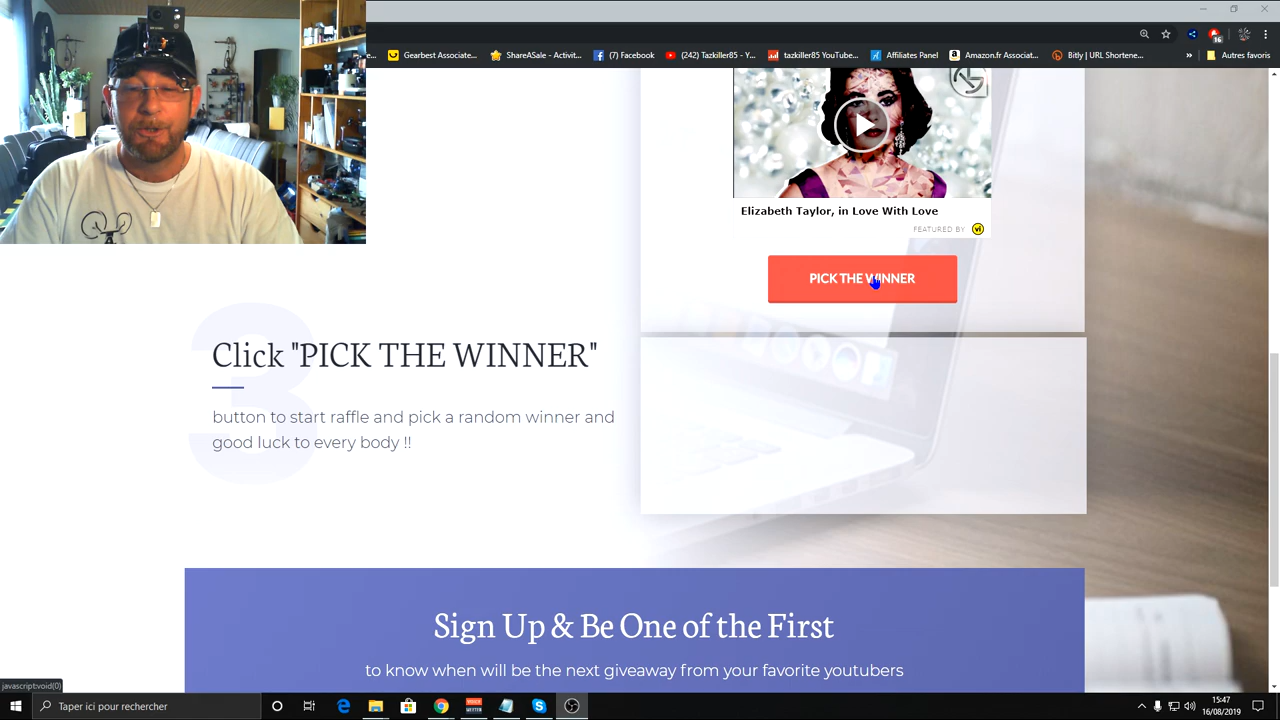 Gearbest Associate...
ShareASale - Activit...
(7) Facebook
(242) Tazkiller85 - Y...
tazkiller85 YouTube...
Affiliates Panel
Amazon.fr Associat...
Bitly | URL Shortene...
»
Autres favoris
16
Elizabeth Taylor, in Love With Love
FEATURED BY vi
PICK THE WINNER
3
Click "PICK THE WINNER"
button to start raffle and pick a random winner and
good luck to every body !!
Sign Up & Be One of the First
to know when will be the next giveaway from your favorite youtubers
javascript:void(0)
Taper ici pour rechercher
15:47
16/08/2019